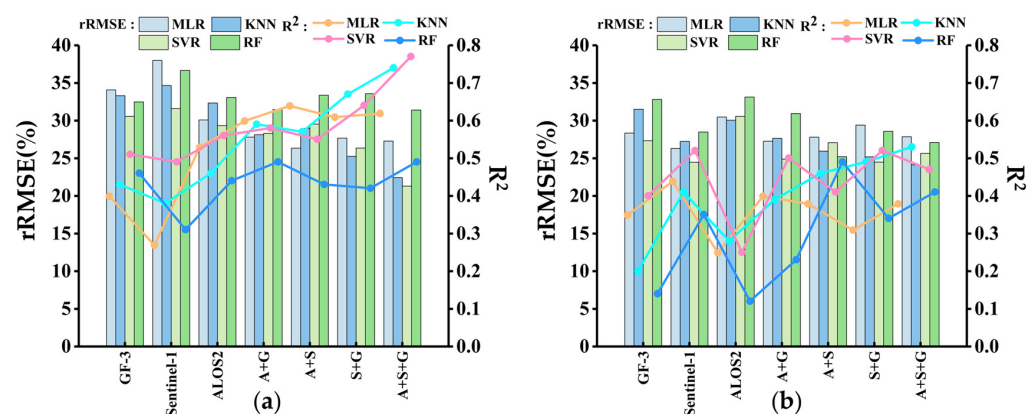 rRMSE : MLR KNN R2 : MLR KNN
SVR RF SVR RF
40
35
30
25
20
15
10
5
0
rRMSE(%)
0.8
0.7
0.6
0.5
0.4
0.3
0.2
0.1
0.0
R2
GF-3
Sentinel-1
ALOS2
A+G
A+S
S+G
A+S+G
(a)
rRMSE : MLR KNN R2 : MLR KNN
SVR RF SVR RF
40
35
30
25
20
15
10
5
0
rRMSE(%)
0.8
0.7
0.6
0.5
0.4
0.3
0.2
0.1
0.0
R2
GF-3
Sentinel-1
ALOS2
A+G
A+S
S+G
A+S+G
(b)